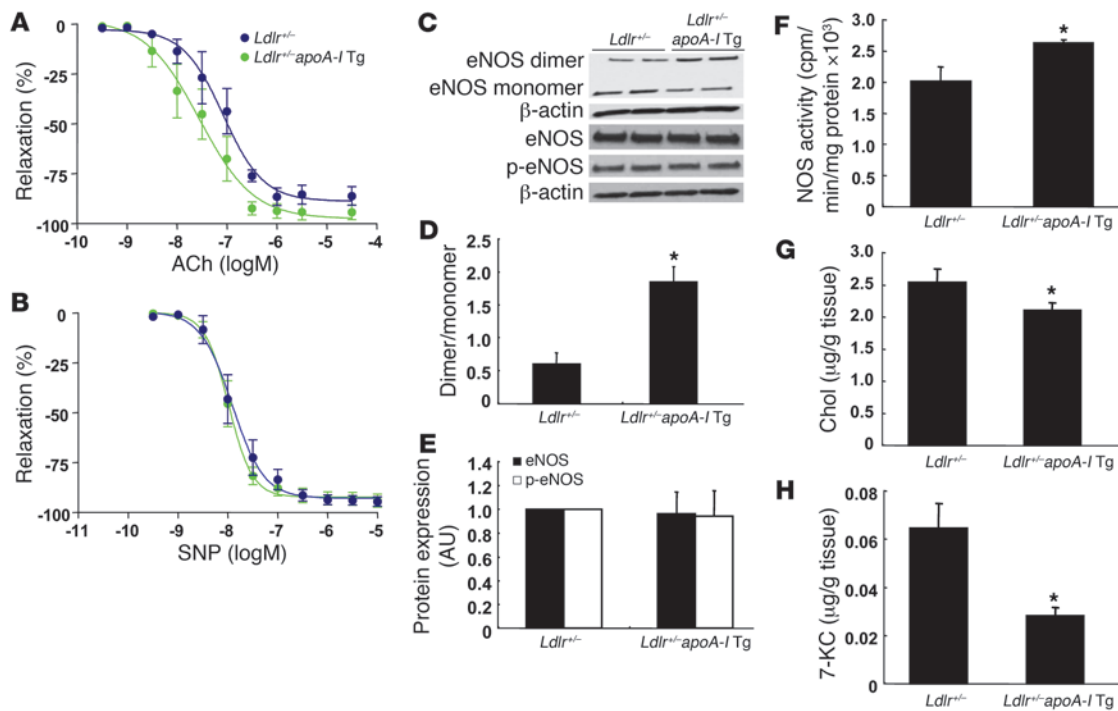 A
Relaxation (%)
0
-25
-50
-75
-100
-10
-9
-8
-7
-6
-5
-4
ACh (logM)
Ldlr+/–
Ldlr+/–apoA-I Tg
B
Relaxation (%)
0
-25
-50
-75
-100
-11
-10
-9
-8
-7
-6
-5
SNP (logM)
C
Ldlr+/–
Ldlr+/–
apoA-I Tg
eNOS dimer
eNOS monomer
β-actin
eNOS
p-eNOS
β-actin
D
Dimer/monomer
2.5
2.0
1.5
1.0
0.5
0
*
Ldlr+/–
Ldlr+/–apoA-I Tg
E
Protein expression
(AU)
1.4
1.2
1.0
0.8
0.6
0.4
0.2
0
eNOS
p-eNOS
Ldlr+/–
Ldlr+/–apoA-I Tg
F
NOS activity (cpm/
min/mg protein ×10³)
3.0
2.5
2.0
1.5
1.0
0.5
0
*
Ldlr+/–
Ldlr+/–apoA-I Tg
G
Chol (μg/g tissue)
3.0
2.5
2.0
1.5
2.5
1.0
0
*
Ldlr+/–
Ldlr+/–apoA-I Tg
H
7-KC (μg/g tissue)
0.08
0.06
0.04
0.02
0
*
Ldlr+/–
Ldlr+/–apoA-I Tg